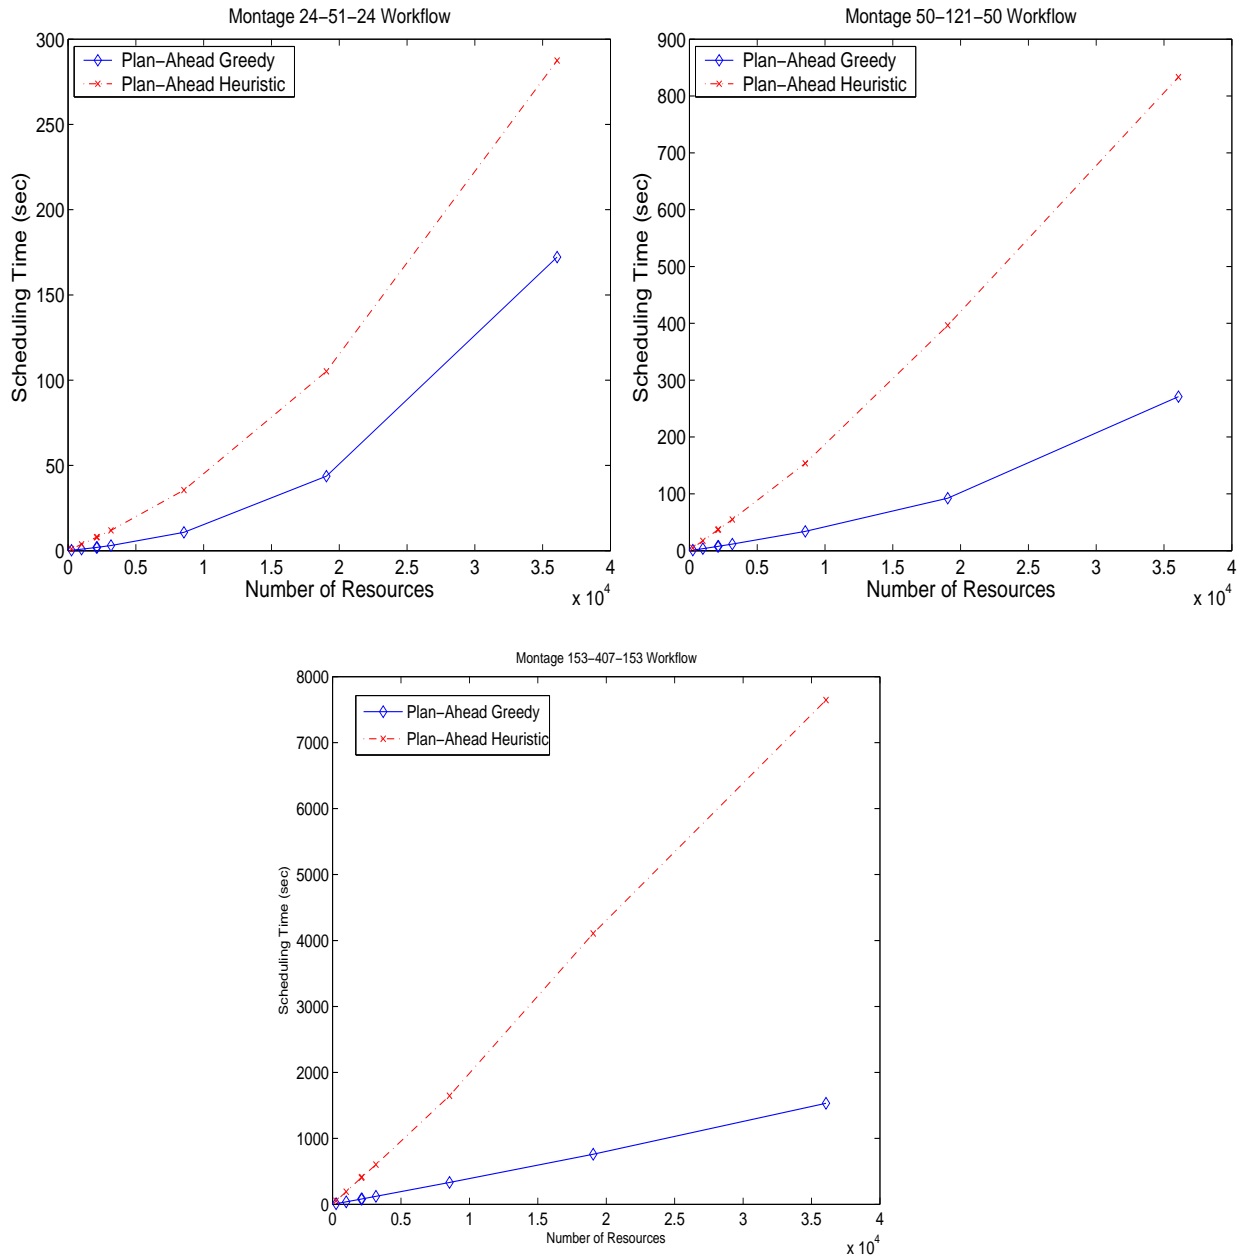 Montage 24−51−24 Workflow
300
250
200
150
100
50
0
Scheduling Time (sec)
Plan−Ahead Greedy
Plan−Ahead Heuristic
0 0.5 1 1.5 2 2.5 3 3.5 4
Number of Resources
x 10^4
Montage 50−121−50 Workflow
900
800
700
600
500
400
300
200
100
0
Scheduling Time (sec)
Plan−Ahead Greedy
Plan−Ahead Heuristic
0 0.5 1 1.5 2 2.5 3 3.5 4
Number of Resources
x 10^4
Montage 153−407−153 Workflow
8000
7000
6000
5000
4000
3000
2000
1000
0
Scheduling Time (sec)
Plan−Ahead Greedy
Plan−Ahead Heuristic
0 0.5 1 1.5 2 2.5 3 3.5 4
Number of Resources
x 10^4